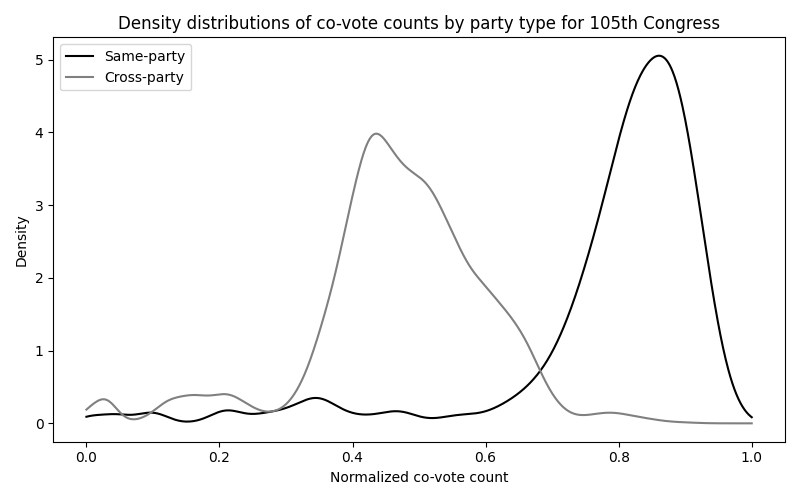 Density distributions of co-vote counts by party type for 105th Congress
Same-party
Cross-party
Density
5
4
3
2
1
0
0.0 0.2 0.4 0.6 0.8 1.0
Normalized co-vote count